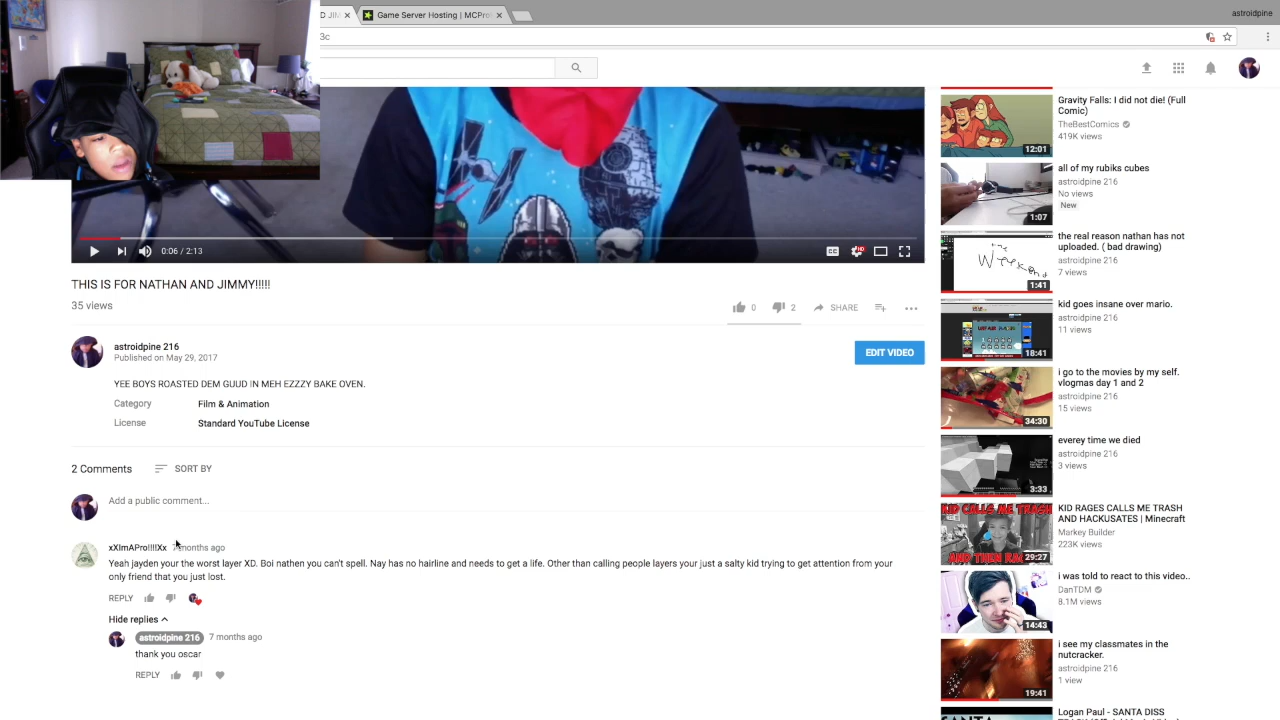 D JIM
Game Server Hosting | MCPro
astroidpine
3c
0:06 / 2:13
THIS IS FOR NATHAN AND JIMMY!!!!!
35 views
0
2
SHARE
astroidpine 216
Published on May 29, 2017
EDIT VIDEO
YEE BOYS ROASTED DEM GUUD IN MEH EZZZY BAKE OVEN.
Category
Film & Animation
License
Standard YouTube License
2 Comments
SORT BY
Add a public comment...
xXImAPro!!!!Xx
7 months ago
Yeah jayden your the worst layer XD. Boi nathen you can't spell. Nay has no hairline and needs to get a life. Other than calling people layers your just a salty kid trying to get attention from your
only friend that you just lost.
REPLY
Hide replies
astroidpine 216
7 months ago
thank you oscar
REPLY
Gravity Falls: I did not die! (Full
Comic)
TheBestComics
419K views
12:01
all of my rubiks cubes
astroidpine 216
No views
New
1:07
the real reason nathan has not
uploaded. ( bad drawing)
astroidpine 216
7 views
1:41
kid goes insane over mario.
astroidpine 216
11 views
18:41
i go to the movies by my self.
vlogmas day 1 and 2
astroidpine 216
15 views
34:30
everey time we died
astroidpine 216
3 views
3:33
KID RAGES CALLS ME TRASH
AND HACKUSATES | Minecraft
Markey Builder
223K views
KID CALLS ME TRASH
AND THEN RA
29:27
i was told to react to this video..
DanTDM
8.1M views
14:43
i see my classmates in the
nutcracker.
astroidpine 216
1 view
19:41
Logan Paul - SANTA DISS